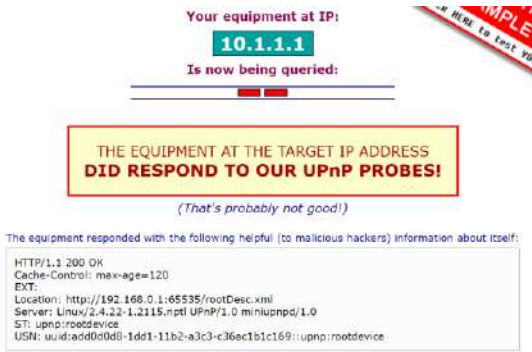 Your equipment at IP:
10.1.1.1
Is now being queried:
HERE to test YO
THE EQUIPMENT AT THE TARGET IP ADDRESS
DID RESPOND TO OUR UPnP PROBES!
(That's probably not good!)
The equipment responded with the following helpful (to malicious hackers) information about itself:
HTTP/1.1 200 OK
Cache-Control: max-age=120
EXT:
Location: http://192.168.0.1:65535/rootDesc.xml
Server: Linux/2.4.22-1.2115.nptl UPnP/1.0 miniupnpd/1.0
ST: upnp:rootdevice
USN: uuid:add0d0d8-1dd1-11b2-a3c3-c36ac1b1c169::upnp:rootdevice